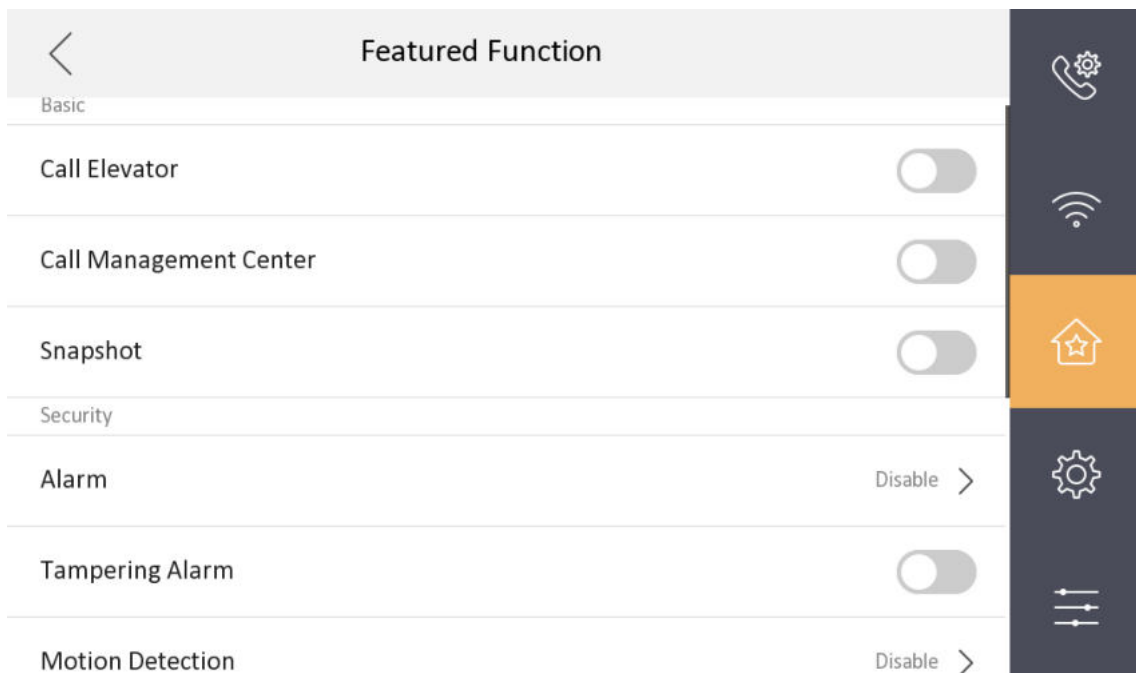 Featured Function
Basic
Call Elevator
Call Management Center
Snapshot
Security
Alarm Disable
Tampering Alarm
Motion Detection Disable